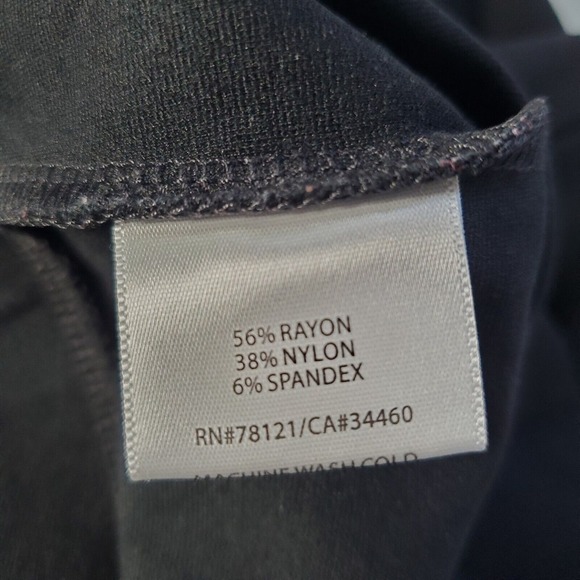 56% RAYON
38% NYLON
6% SPANDEX
RN#78121/CA#34460
MACHINE WASH COLD